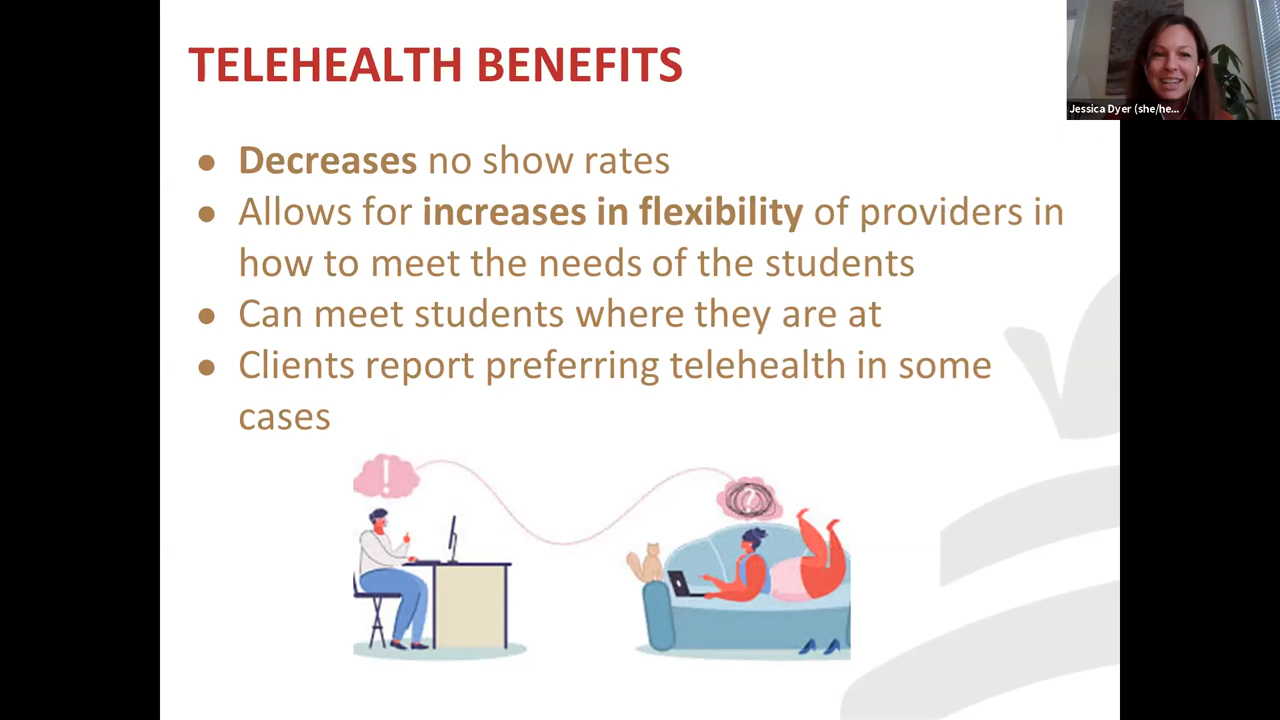 TELEHEALTH BENEFITS
Jessica Dyer (she/he...
● Decreases no show rates
● Allows for increases in flexibility of providers in
how to meet the needs of the students
● Can meet students where they are at
● Clients report preferring telehealth in some
cases
!
?